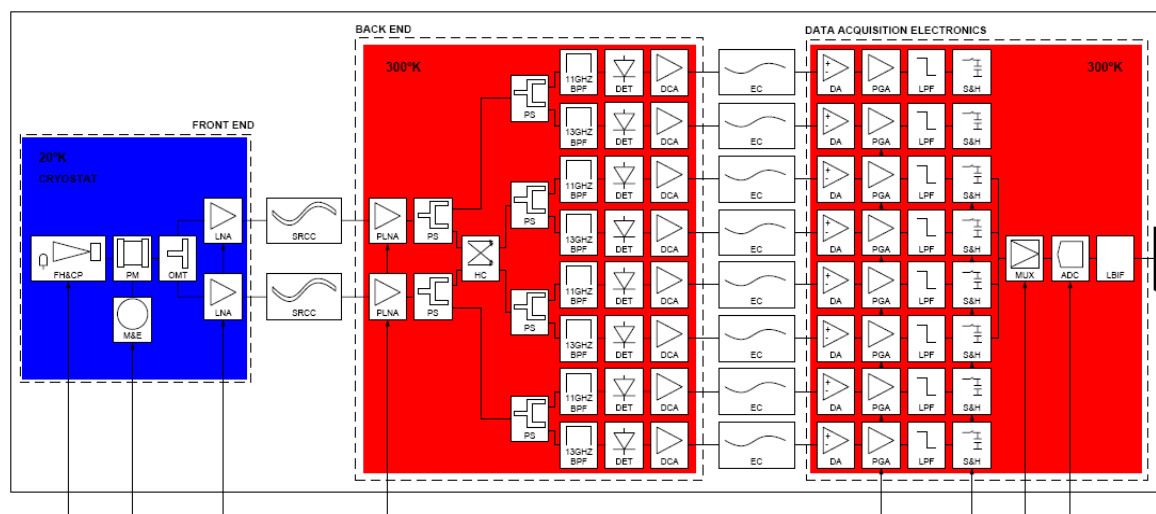 BACK END
DATA ACQUISITION ELECTRONICS
300°K
300°K
11GHZ BPF DET DCA EC DA PGA LPF S&H
PS
13GHZ BPF DET DCA EC DA PGA LPF S&H
FRONT END
20°K
CRYOSTAT
11GHZ BPF DET DCA EC DA PGA LPF S&H
LNA SRCC PLNA PS PS
13GHZ BPF DET DCA EC DA PGA LPF S&H
FH&CP PM OMT HC MUX ADC LBIF
11GHZ BPF DET DCA EC DA PGA LPF S&H
LNA SRCC PLNA PS PS
M&E
13GHZ BPF DET DCA EC DA PGA LPF S&H
11GHZ BPF DET DCA EC DA PGA LPF S&H
PS
13GHZ BPF DET DCA EC DA PGA LPF S&H